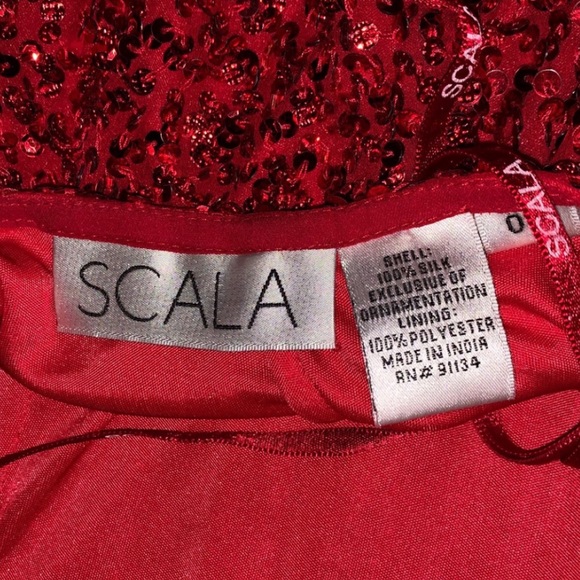 SCALA
SCALA
SCALA
SHELL:
100% SILK
EXCLUSIVE OF
ORNAMENTATION
LINING:
100% POLYESTER
MADE IN INDIA
RN# 91134
0